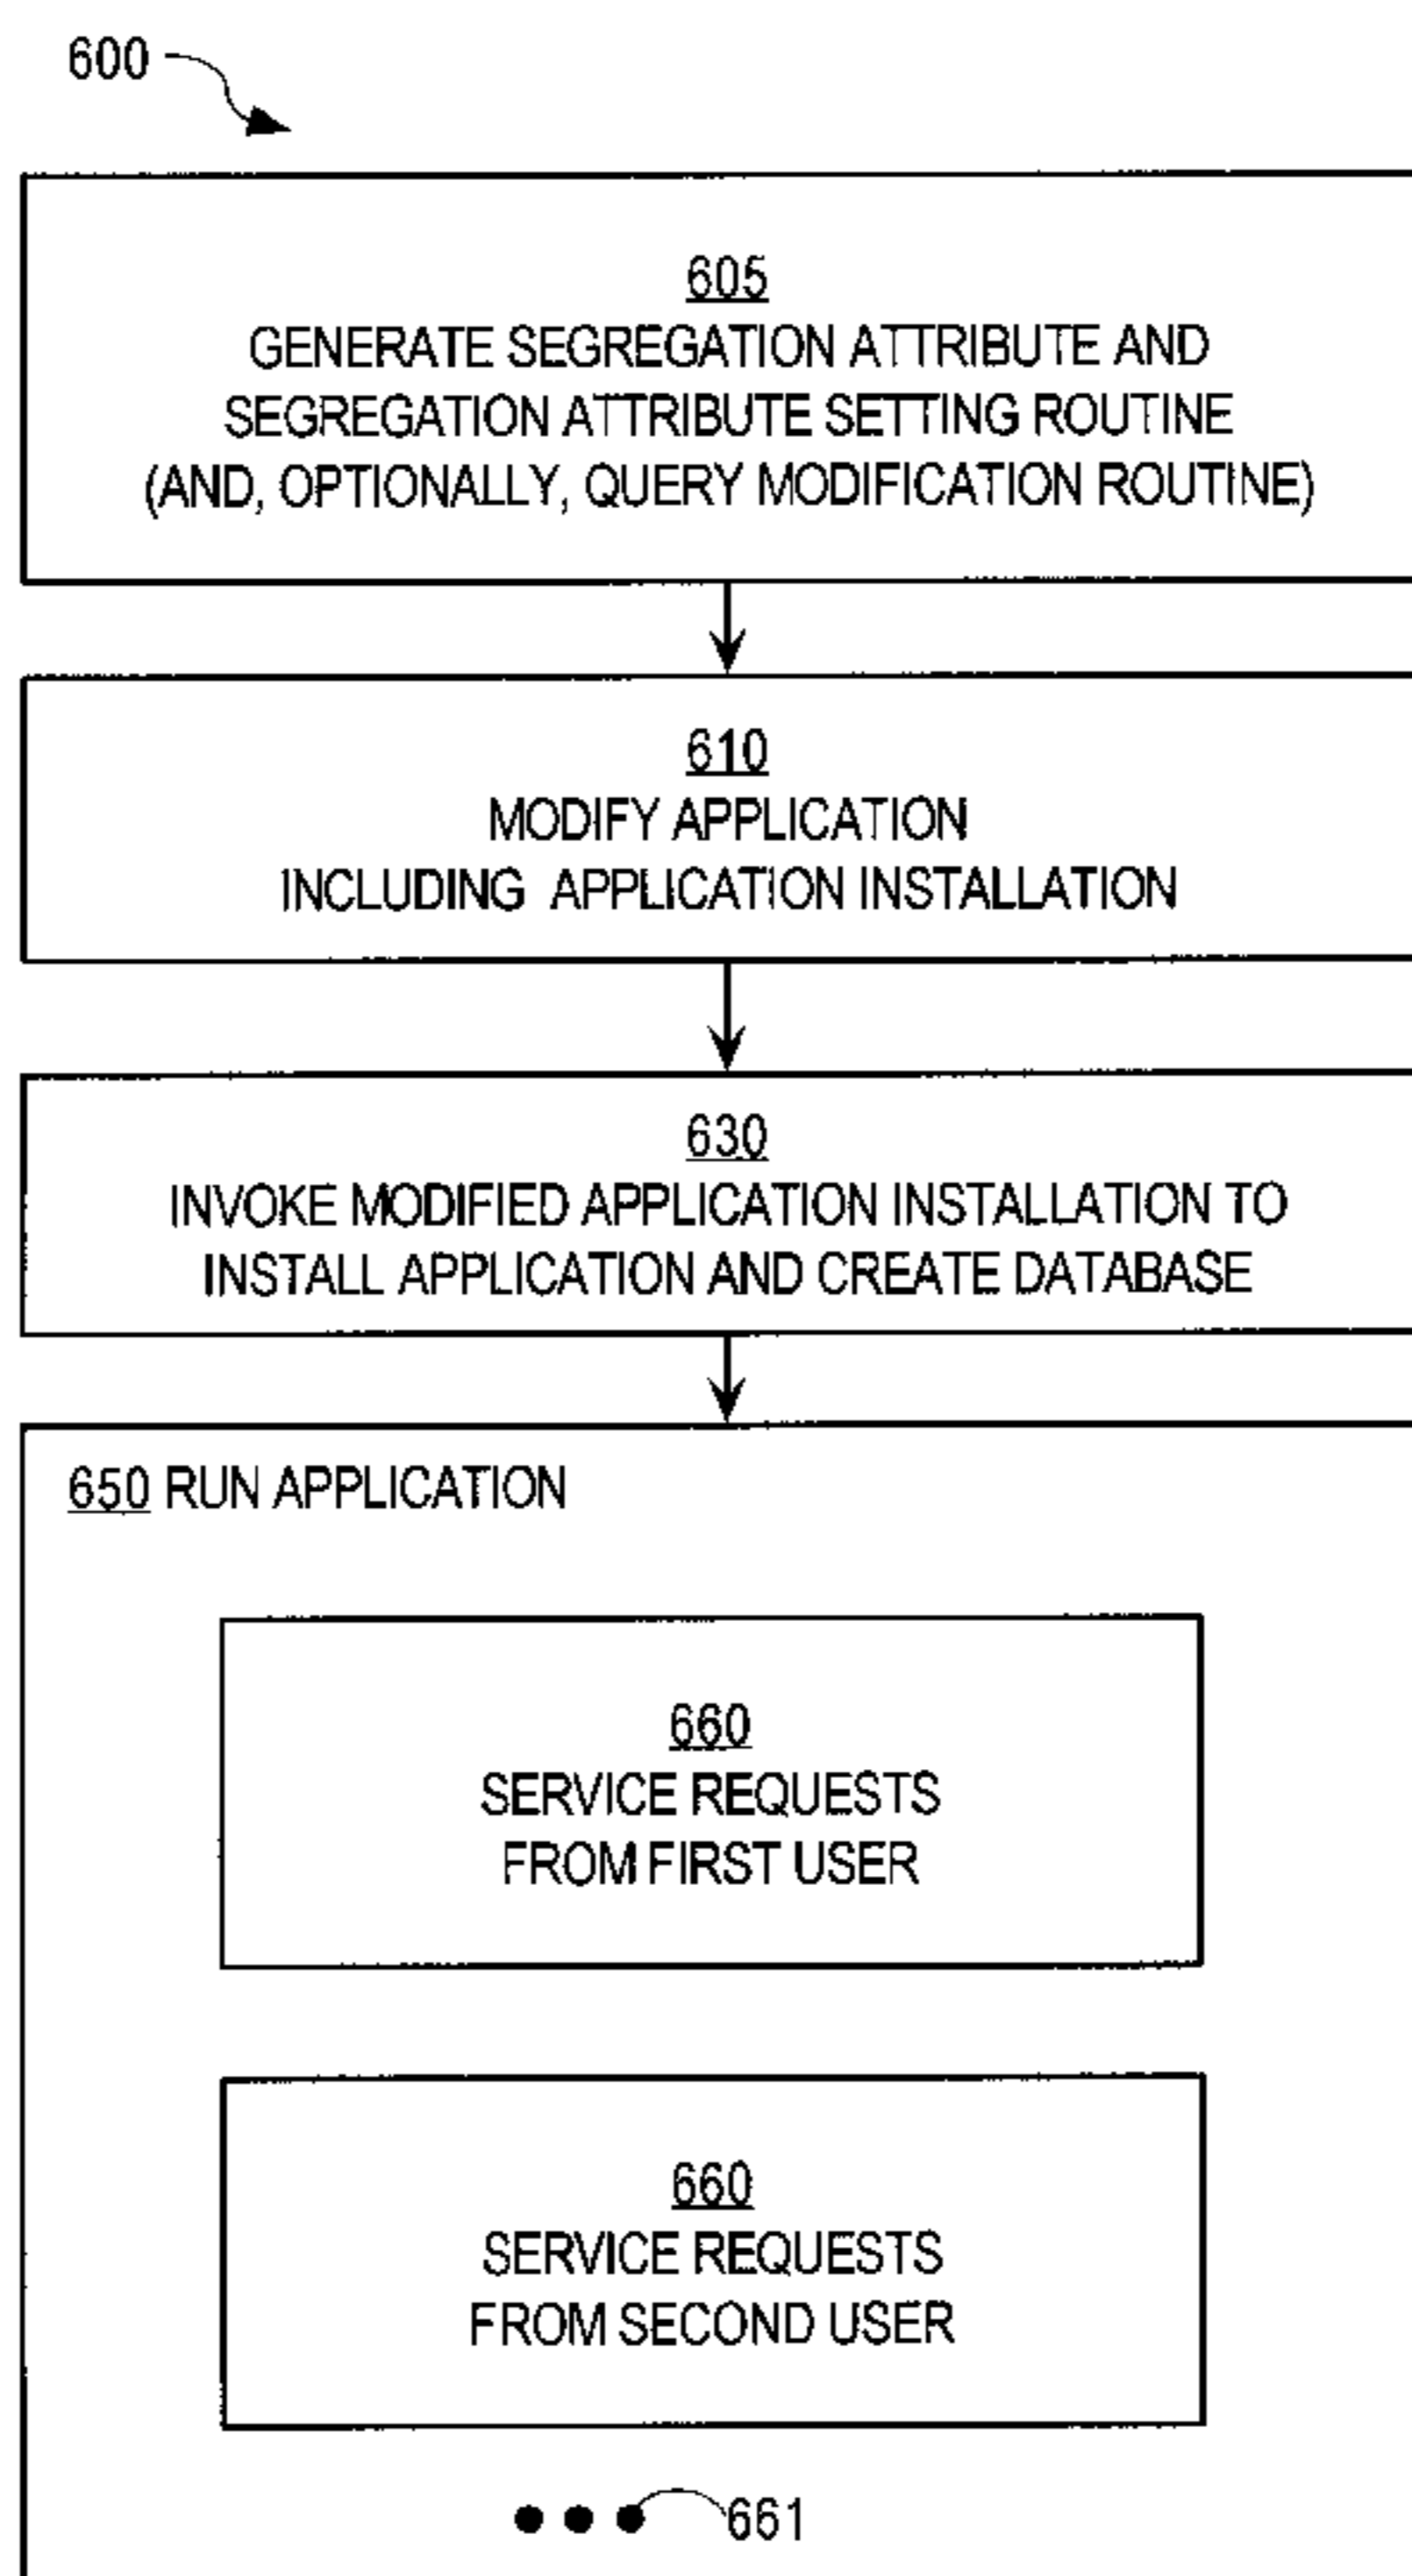 600
605
GENERATE SEGREGATION ATTRIBUTE AND
SEGREGATION ATTRIBUTE SETTING ROUTINE
(AND, OPTIONALLY, QUERY MODIFICATION ROUTINE)
610
MODIFY APPLICATION
INCLUDING APPLICATION INSTALLATION
630
INVOKE MODIFIED APPLICATION INSTALLATION TO
INSTALL APPLICATION AND CREATE DATABASE
650 RUN APPLICATION
660
SERVICE REQUESTS
FROM FIRST USER
660
SERVICE REQUESTS
FROM SECOND USER
661